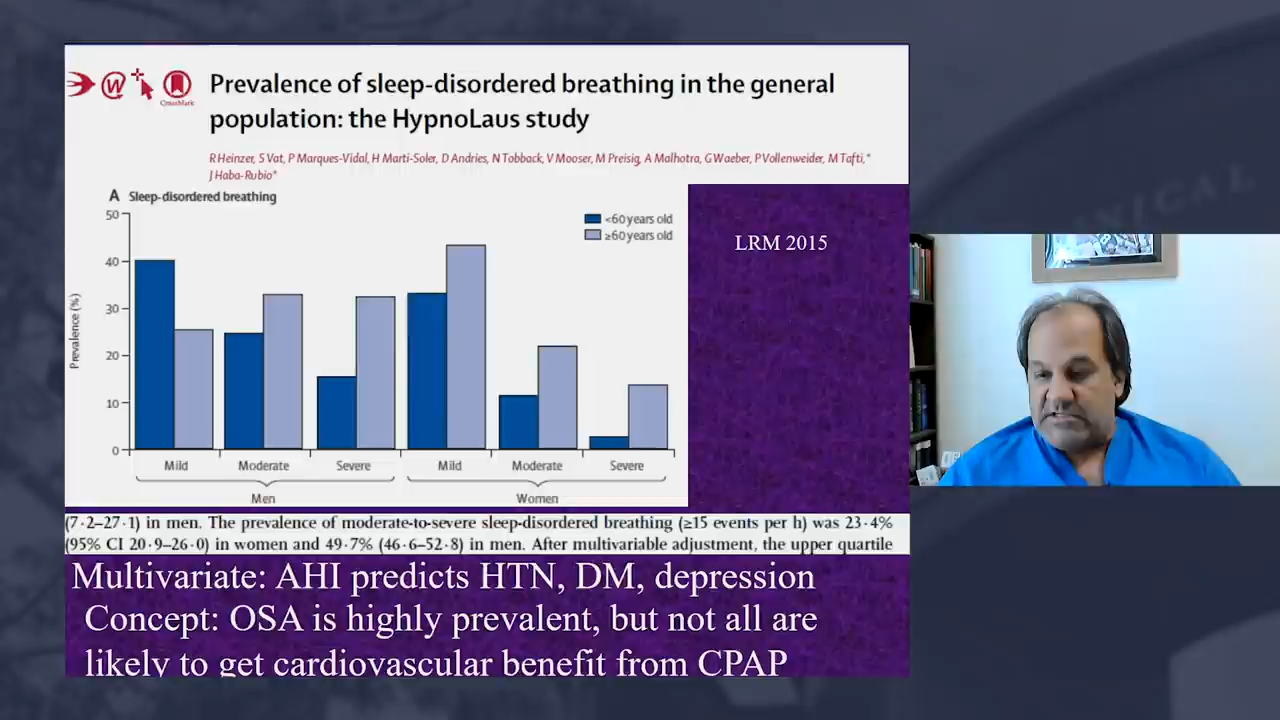 Prevalence of sleep-disordered breathing in the general
population: the HypnoLaus study
CrossMark
R Heinzer, S Vat, P Marques-Vidal, H Marti-Soler, D Andries, N Tobback, V Mooser, M Preisig, A Malhotra, G Waeber, P Vollenweider, M Tafti,*
J Haba-Rubio*
A Sleep-disordered breathing
<60 years old
≥60 years old
LRM 2015
Prevalence (%)
50
40
30
20
10
0
Mild Moderate Severe Mild Moderate Severe
Men Women
(7·2–27·1) in men. The prevalence of moderate-to-severe sleep-disordered breathing (≥15 events per h) was 23·4%
(95% CI 20·9–26·0) in women and 49·7% (46·6–52·8) in men. After multivariable adjustment, the upper quartile
Multivariate: AHI predicts HTN, DM, depression
Concept: OSA is highly prevalent, but not all are
likely to get cardiovascular benefit from CPAP